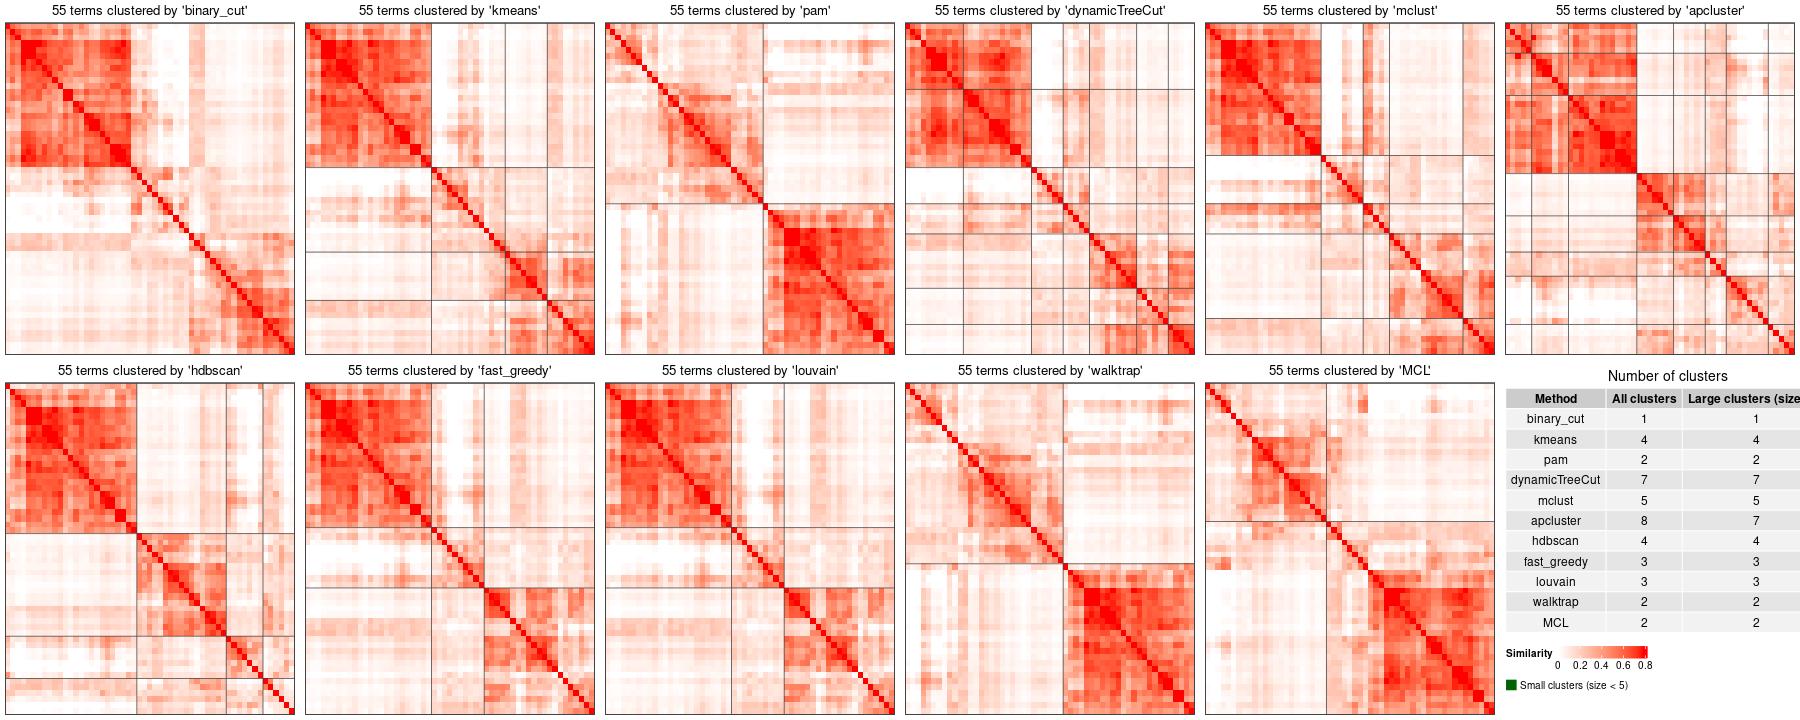 55 terms clustered by 'binary_cut'
55 terms clustered by 'kmeans'
55 terms clustered by 'pam'
55 terms clustered by 'dynamicTreeCut'
55 terms clustered by 'mclust'
55 terms clustered by 'apcluster'
55 terms clustered by 'hdbscan'
55 terms clustered by 'fast_greedy'
55 terms clustered by 'louvain'
55 terms clustered by 'walktrap'
55 terms clustered by 'MCL'
Number of clusters
Method All clusters Large clusters (size
binary_cut 1 1
kmeans 4 4
pam 2 2
dynamicTreeCut 7 7
mclust 5 5
apcluster 8 7
hdbscan 4 4
fast_greedy 3 3
louvain 3 3
walktrap 2 2
MCL 2 2
Similarity
0 0.2 0.4 0.6 0.8
Small clusters (size < 5)